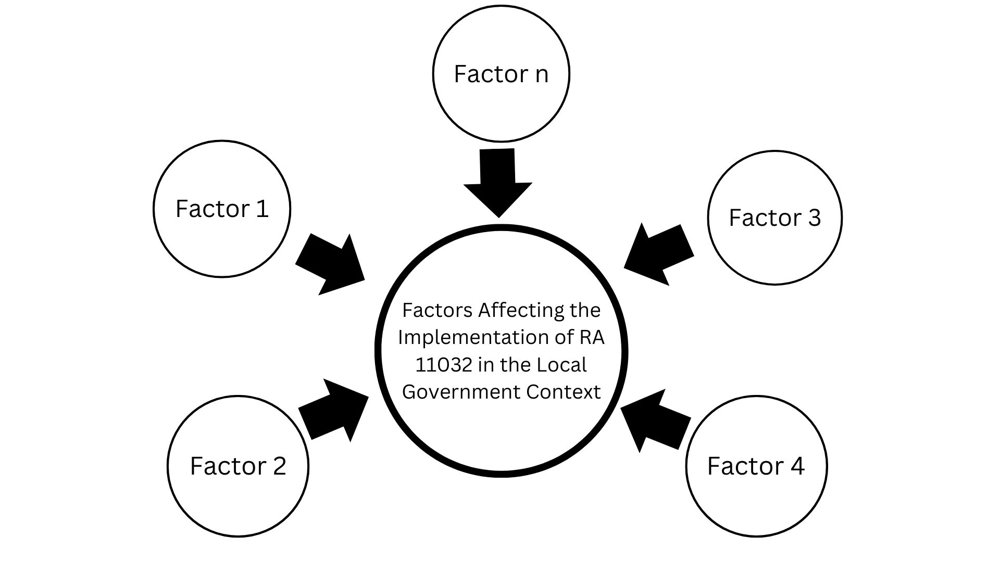 Factor n
Factor 1
Factor 3
Factors Affecting the
Implementation of RA
11032 in the Local
Government Context
Factor 2
Factor 4